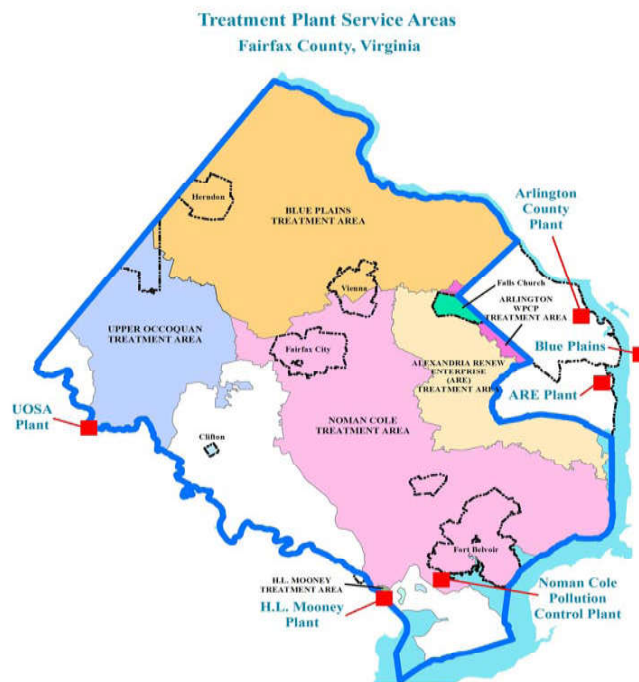 Treatment Plant Service Areas
Fairfax County, Virginia
Herndon
BLUE PLAINS
TREATMENT AREA
Arlington
County
Plant
Vienna
Falls Church
ARLINGTON
WPCP
TREATMENT AREA
UPPER OCCOQUAN
TREATMENT AREA
Fairfax City
Blue Plains
ALEXANDRIA RENEW
ENTERPRISE
(ARE)
TREATMENT AREA
ARE Plant
UOSA
Plant
NOMAN COLE
TREATMENT AREA
Clifton
Fort Belvoir
H.L. MOONEY
TREATMENT AREA
H.L. Mooney
Plant
Noman Cole
Pollution
Control Plant